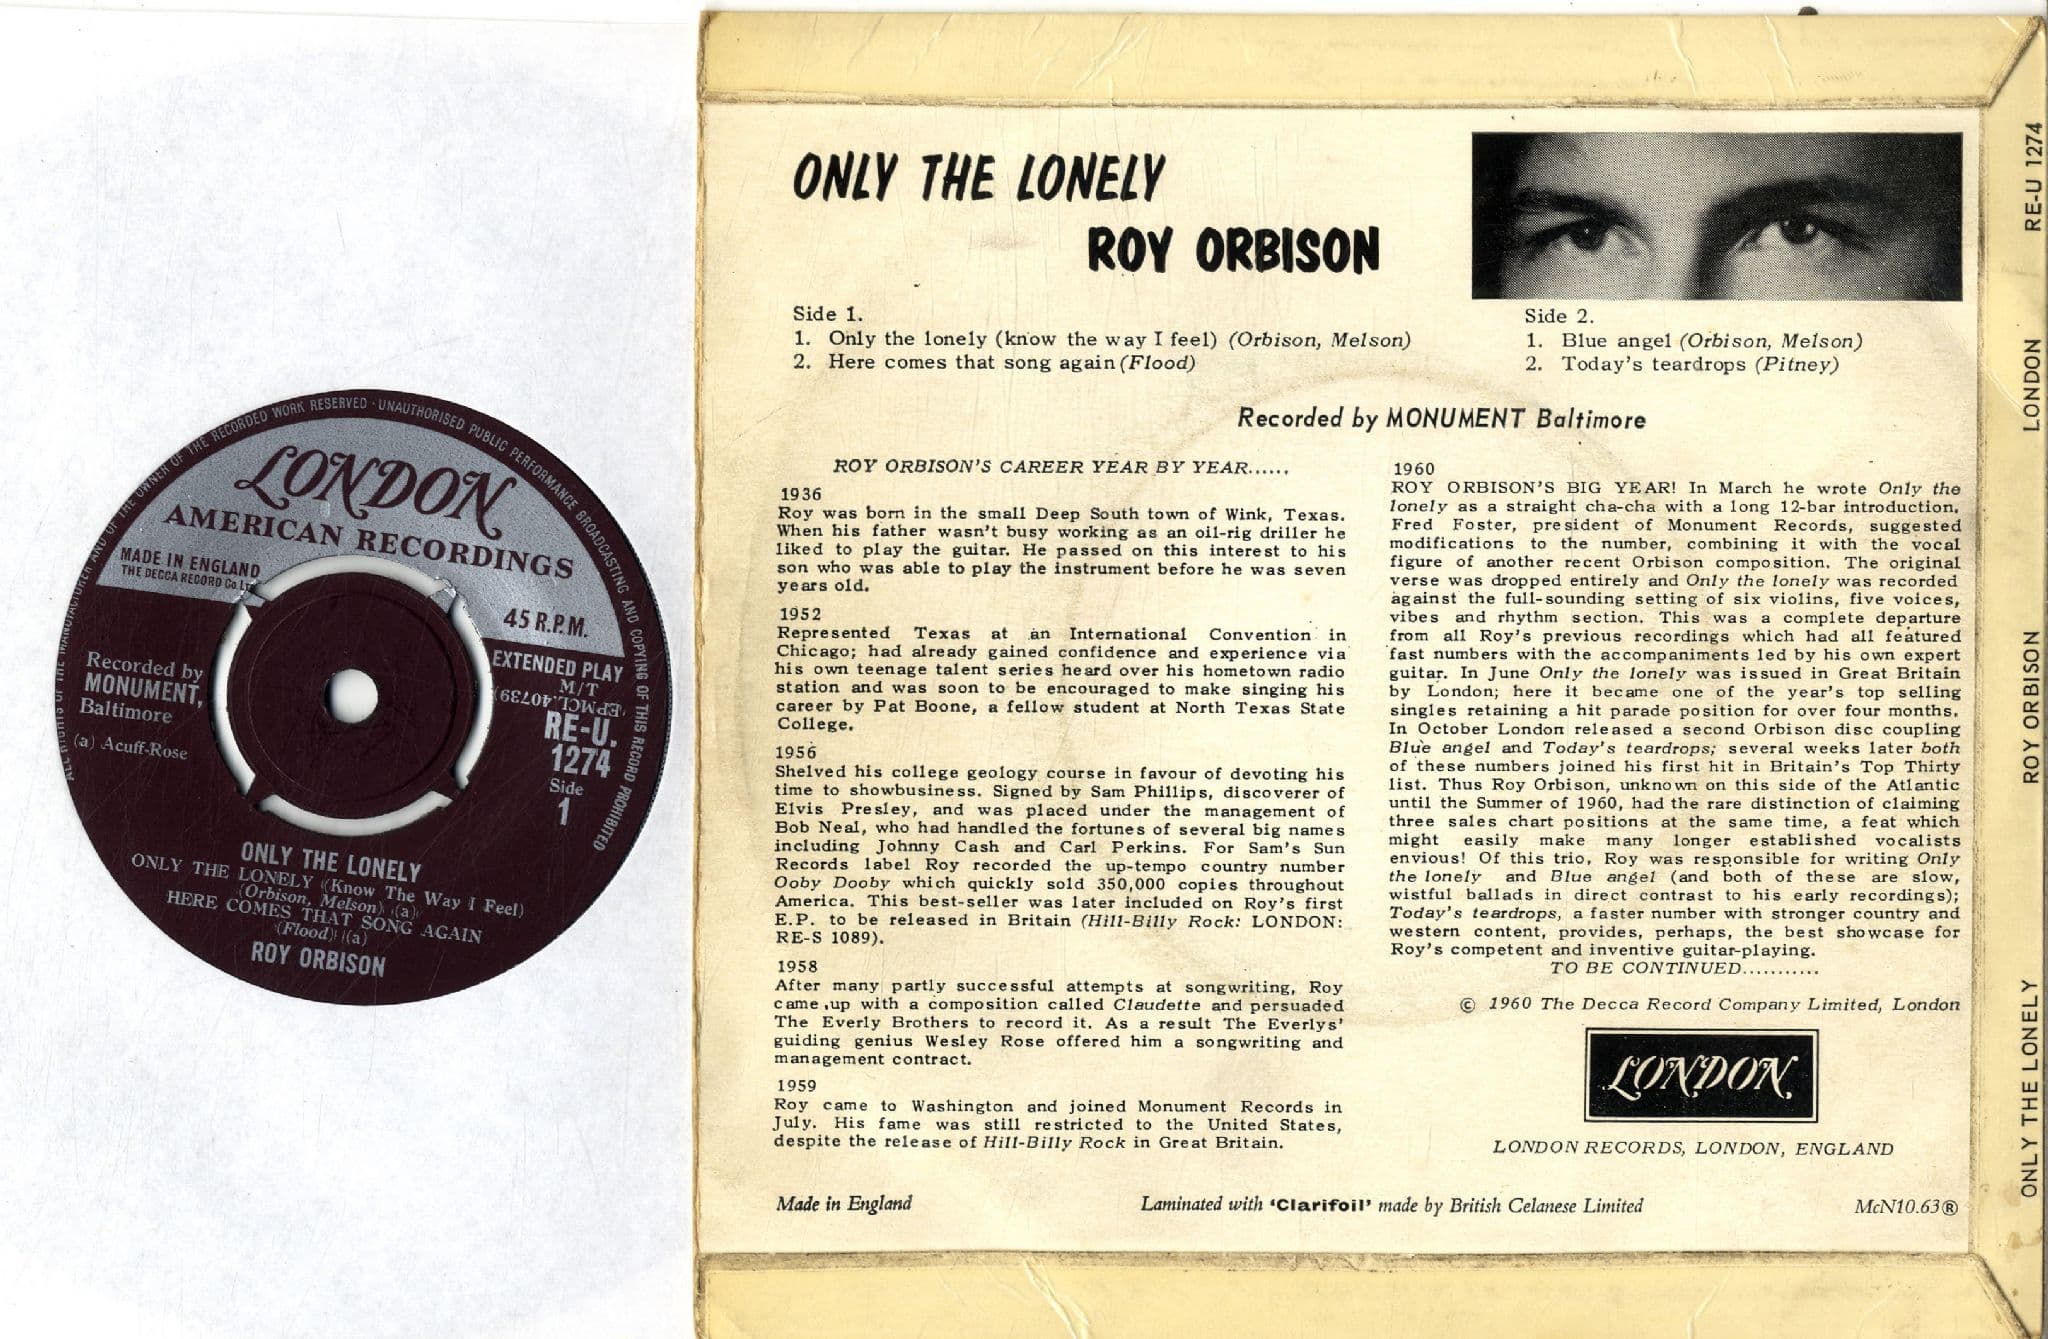 ALL RIGHTS OF THE MANUFACTURER AND OF THE OWNER OF THE RECORDED WORK RESERVED · UNAUTHORISED PUBLIC PERFORMANCE BROADCASTING AND COPYING OF THIS RECORD PROHIBITED
LONDON
AMERICAN RECORDINGS
MADE IN ENGLAND
THE DECCA RECORD Co. LTD
45 R.P.M.
Recorded by
MONUMENT,
Baltimore
(a) Acuff-Rose
EXTENDED PLAY
M/T
(EPMCL.40739)
RE-U.
1274
Side
1
ONLY THE LONELY
ONLY THE LONELY (Know The Way I Feel)
(Orbison, Melson) (a)
HERE COMES THAT SONG AGAIN
(Flood) (a)
ROY ORBISON
ONLY THE LONELY
ROY ORBISON
Side 1.
1. Only the lonely (know the way I feel) (Orbison, Melson)
2. Here comes that song again (Flood)
Side 2.
1. Blue angel (Orbison, Melson)
2. Today's teardrops (Pitney)
Recorded by MONUMENT Baltimore
ROY ORBISON'S CAREER YEAR BY YEAR......
1936
Roy was born in the small Deep South town of Wink, Texas.
When his father wasn't busy working as an oil-rig driller he
liked to play the guitar. He passed on this interest to his
son who was able to play the instrument before he was seven
years old.
1952
Represented Texas at an International Convention in
Chicago; had already gained confidence and experience via
his own teenage talent series heard over his hometown radio
station and was soon to be encouraged to make singing his
career by Pat Boone, a fellow student at North Texas State
College.
1956
Shelved his college geology course in favour of devoting his
time to showbusiness. Signed by Sam Phillips, discoverer of
Elvis Presley, and was placed under the management of
Bob Neal, who had handled the fortunes of several big names
including Johnny Cash and Carl Perkins. For Sam's Sun
Records label Roy recorded the up-tempo country number
Ooby Dooby which quickly sold 350,000 copies throughout
America. This best-seller was later included on Roy's first
E.P. to be released in Britain (Hill-Billy Rock: LONDON:
RE-S 1089).
1958
After many partly successful attempts at songwriting, Roy
came up with a composition called Claudette and persuaded
The Everly Brothers to record it. As a result The Everlys'
guiding genius Wesley Rose offered him a songwriting and
management contract.
1959
Roy came to Washington and joined Monument Records in
July. His fame was still restricted to the United States,
despite the release of Hill-Billy Rock in Great Britain.
1960
ROY ORBISON'S BIG YEAR! In March he wrote Only the
lonely as a straight cha-cha with a long 12-bar introduction.
Fred Foster, president of Monument Records, suggested
modifications to the number, combining it with the vocal
figure of another recent Orbison composition. The original
verse was dropped entirely and Only the lonely was recorded
against the full-sounding setting of six violins, five voices,
vibes and rhythm section. This was a complete departure
from all Roy's previous recordings which had all featured
fast numbers with the accompaniments led by his own expert
guitar. In June Only the lonely was issued in Great Britain
by London; here it became one of the year's top selling
singles retaining a hit parade position for over four months.
In October London released a second Orbison disc coupling
Blue angel and Today's teardrops; several weeks later both
of these numbers joined his first hit in Britain's Top Thirty
list. Thus Roy Orbison, unknown on this side of the Atlantic
until the Summer of 1960, had the rare distinction of claiming
three sales chart positions at the same time, a feat which
might easily make many longer established vocalists
envious! Of this trio, Roy was responsible for writing Only
the lonely and Blue angel (and both of these are slow,
wistful ballads in direct contrast to his early recordings);
Today's teardrops, a faster number with stronger country and
western content, provides, perhaps, the best showcase for
Roy's competent and inventive guitar-playing.
TO BE CONTINUED...........
© 1960 The Decca Record Company Limited, London
LONDON
LONDON RECORDS, LONDON, ENGLAND
Made in England
Laminated with 'Clarifoil' made by British Celanese Limited
McN10.63®
ONLY THE LONELY ROY ORBISON LONDON RE-U 1274